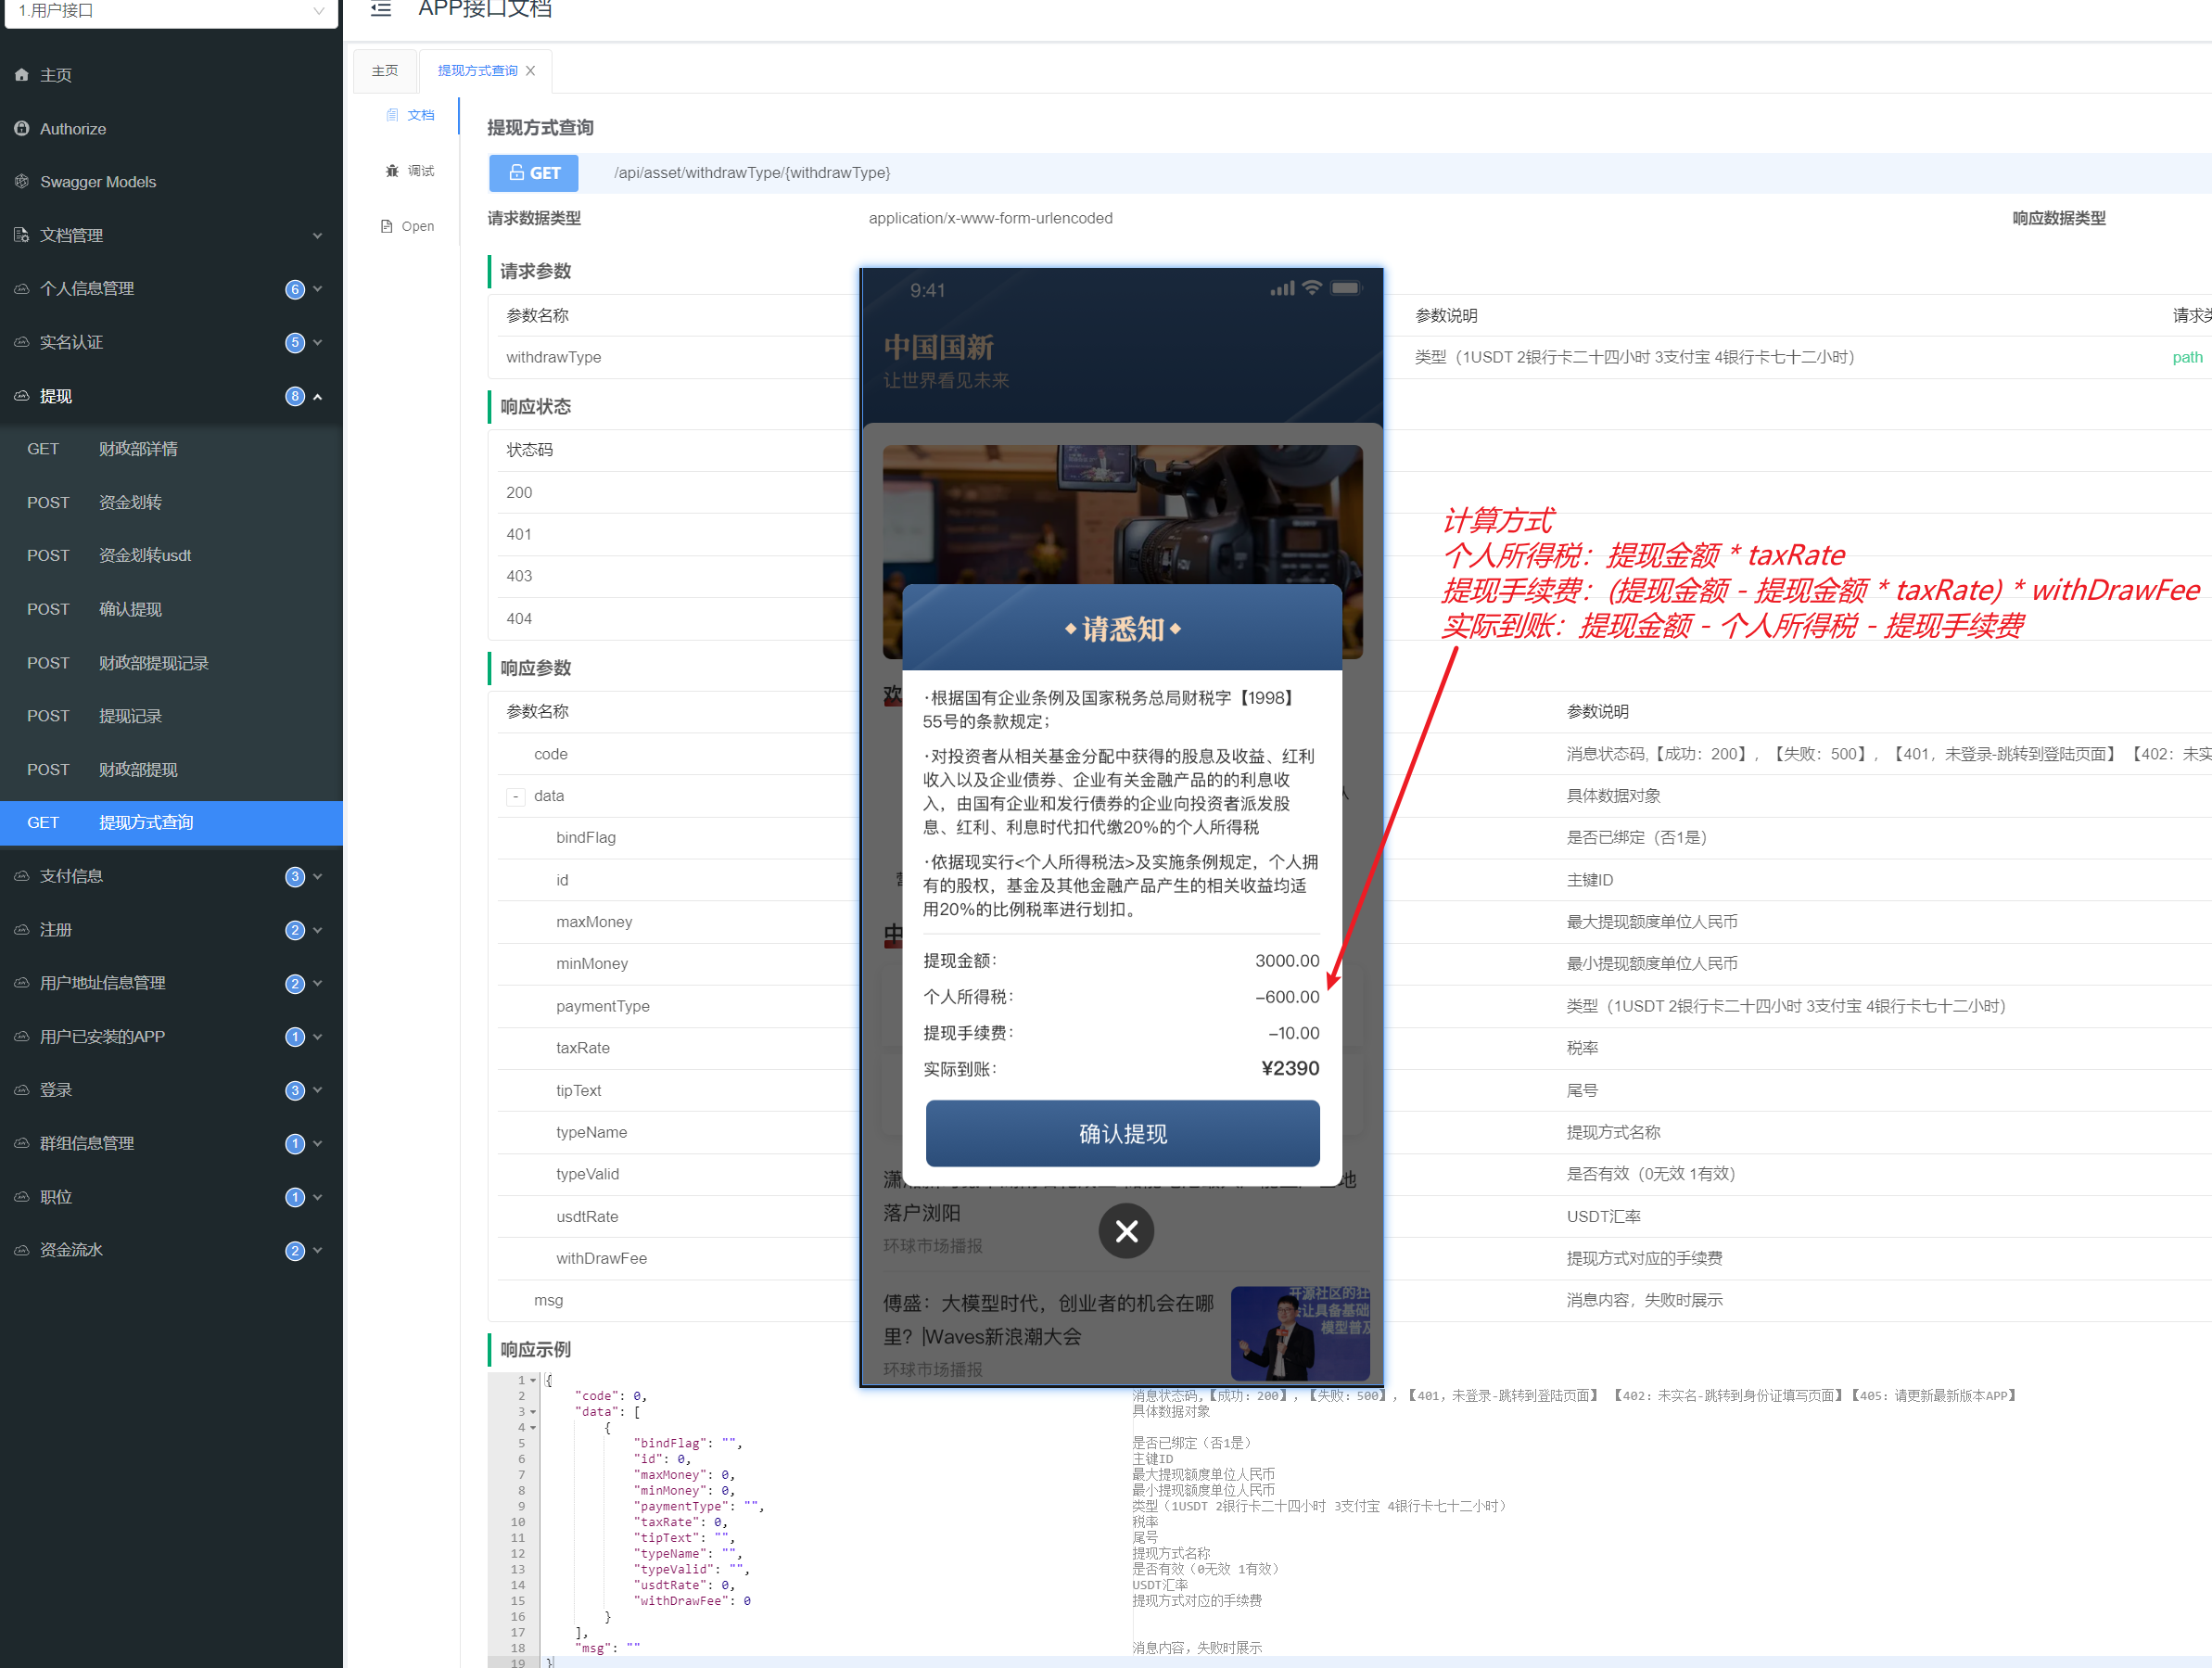 1.用户接口
APP接口文档
主页
Authorize
Swagger Models
文档管理
个人信息管理 6
实名认证 5
提现 8
GET 财政部详情
POST 资金划转
POST 资金划转usdt
POST 确认提现
POST 财政部提现记录
POST 提现记录
POST 财政部提现
GET 提现方式查询
支付信息 3
注册 2
用户地址信息管理 2
用户已安装的APP 1
登录 3
群组信息管理 1
职位 1
资金流水 2
主页
提现方式查询
文档
调试
Open
提现方式查询
GET /api/asset/withdrawType/{withdrawType}
请求数据类型 application/x-www-form-urlencoded 响应数据类型
请求参数
参数名称 参数说明
withdrawType 类型（1USDT 2银行卡二十四小时 3支付宝 4银行卡七十二小时） path
响应状态
状态码
200
401
403
404
响应参数
参数名称 参数说明
code 消息状态码,【成功：200】，【失败：500】，【401，未登录-跳转到登陆页面】 【402：未实
- data 具体数据对象
bindFlag 是否已绑定（否1是）
id 主键ID
maxMoney 最大提现额度单位人民币
minMoney 最小提现额度单位人民币
paymentType 类型（1USDT 2银行卡二十四小时 3支付宝 4银行卡七十二小时）
taxRate 税率
tipText 尾号
typeName 提现方式名称
typeValid 是否有效（0无效 1有效）
usdtRate USDT汇率
withDrawFee 提现方式对应的手续费
msg 消息内容，失败时展示
9:41
中国国新
让世界看见未来
请悉知
·根据国有企业条例及国家税务总局财税字【1998】
55号的条款规定；
·对投资者从相关基金分配中获得的股息及收益、红利
收入以及企业债券、企业有关金融产品的的利息收
入，由国有企业和发行债券的企业向投资者派发股
息、红利、利息时代扣代缴20%的个人所得税
·依据现实行<个人所得税法>及实施条例规定，个人拥
有的股权，基金及其他金融产品产生的相关收益均适
用20%的比例税率进行划扣。
提现金额： 3000.00
个人所得税： -600.00
提现手续费： -10.00
实际到账： ¥2390
确认提现
落户浏阳
环球市场播报
傅盛：大模型时代，创业者的机会在哪
里？|Waves新浪潮大会
环球市场播报
计算方式
个人所得税：提现金额 * taxRate
提现手续费：(提现金额 - 提现金额 * taxRate) * withDrawFee
实际到账：提现金额 - 个人所得税 - 提现手续费
响应示例
1 {
2 "code": 0, 消息状态码,【成功：200】，【失败：500】，【401，未登录-跳转到登陆页面】 【402：未实名-跳转到身份证填写页面】【405：请更新最新版本APP】
3 "data": [ 具体数据对象
4 {
5 "bindFlag": "", 是否已绑定（否1是）
6 "id": 0, 主键ID
7 "maxMoney": 0, 最大提现额度单位人民币
8 "minMoney": 0, 最小提现额度单位人民币
9 "paymentType": "", 类型（1USDT 2银行卡二十四小时 3支付宝 4银行卡七十二小时）
10 "taxRate": 0, 税率
11 "tipText": "", 尾号
12 "typeName": "", 提现方式名称
13 "typeValid": "", 是否有效（0无效 1有效）
14 "usdtRate": 0, USDT汇率
15 "withDrawFee": 0 提现方式对应的手续费
16 }
17 ],
18 "msg": "" 消息内容，失败时展示
19 }